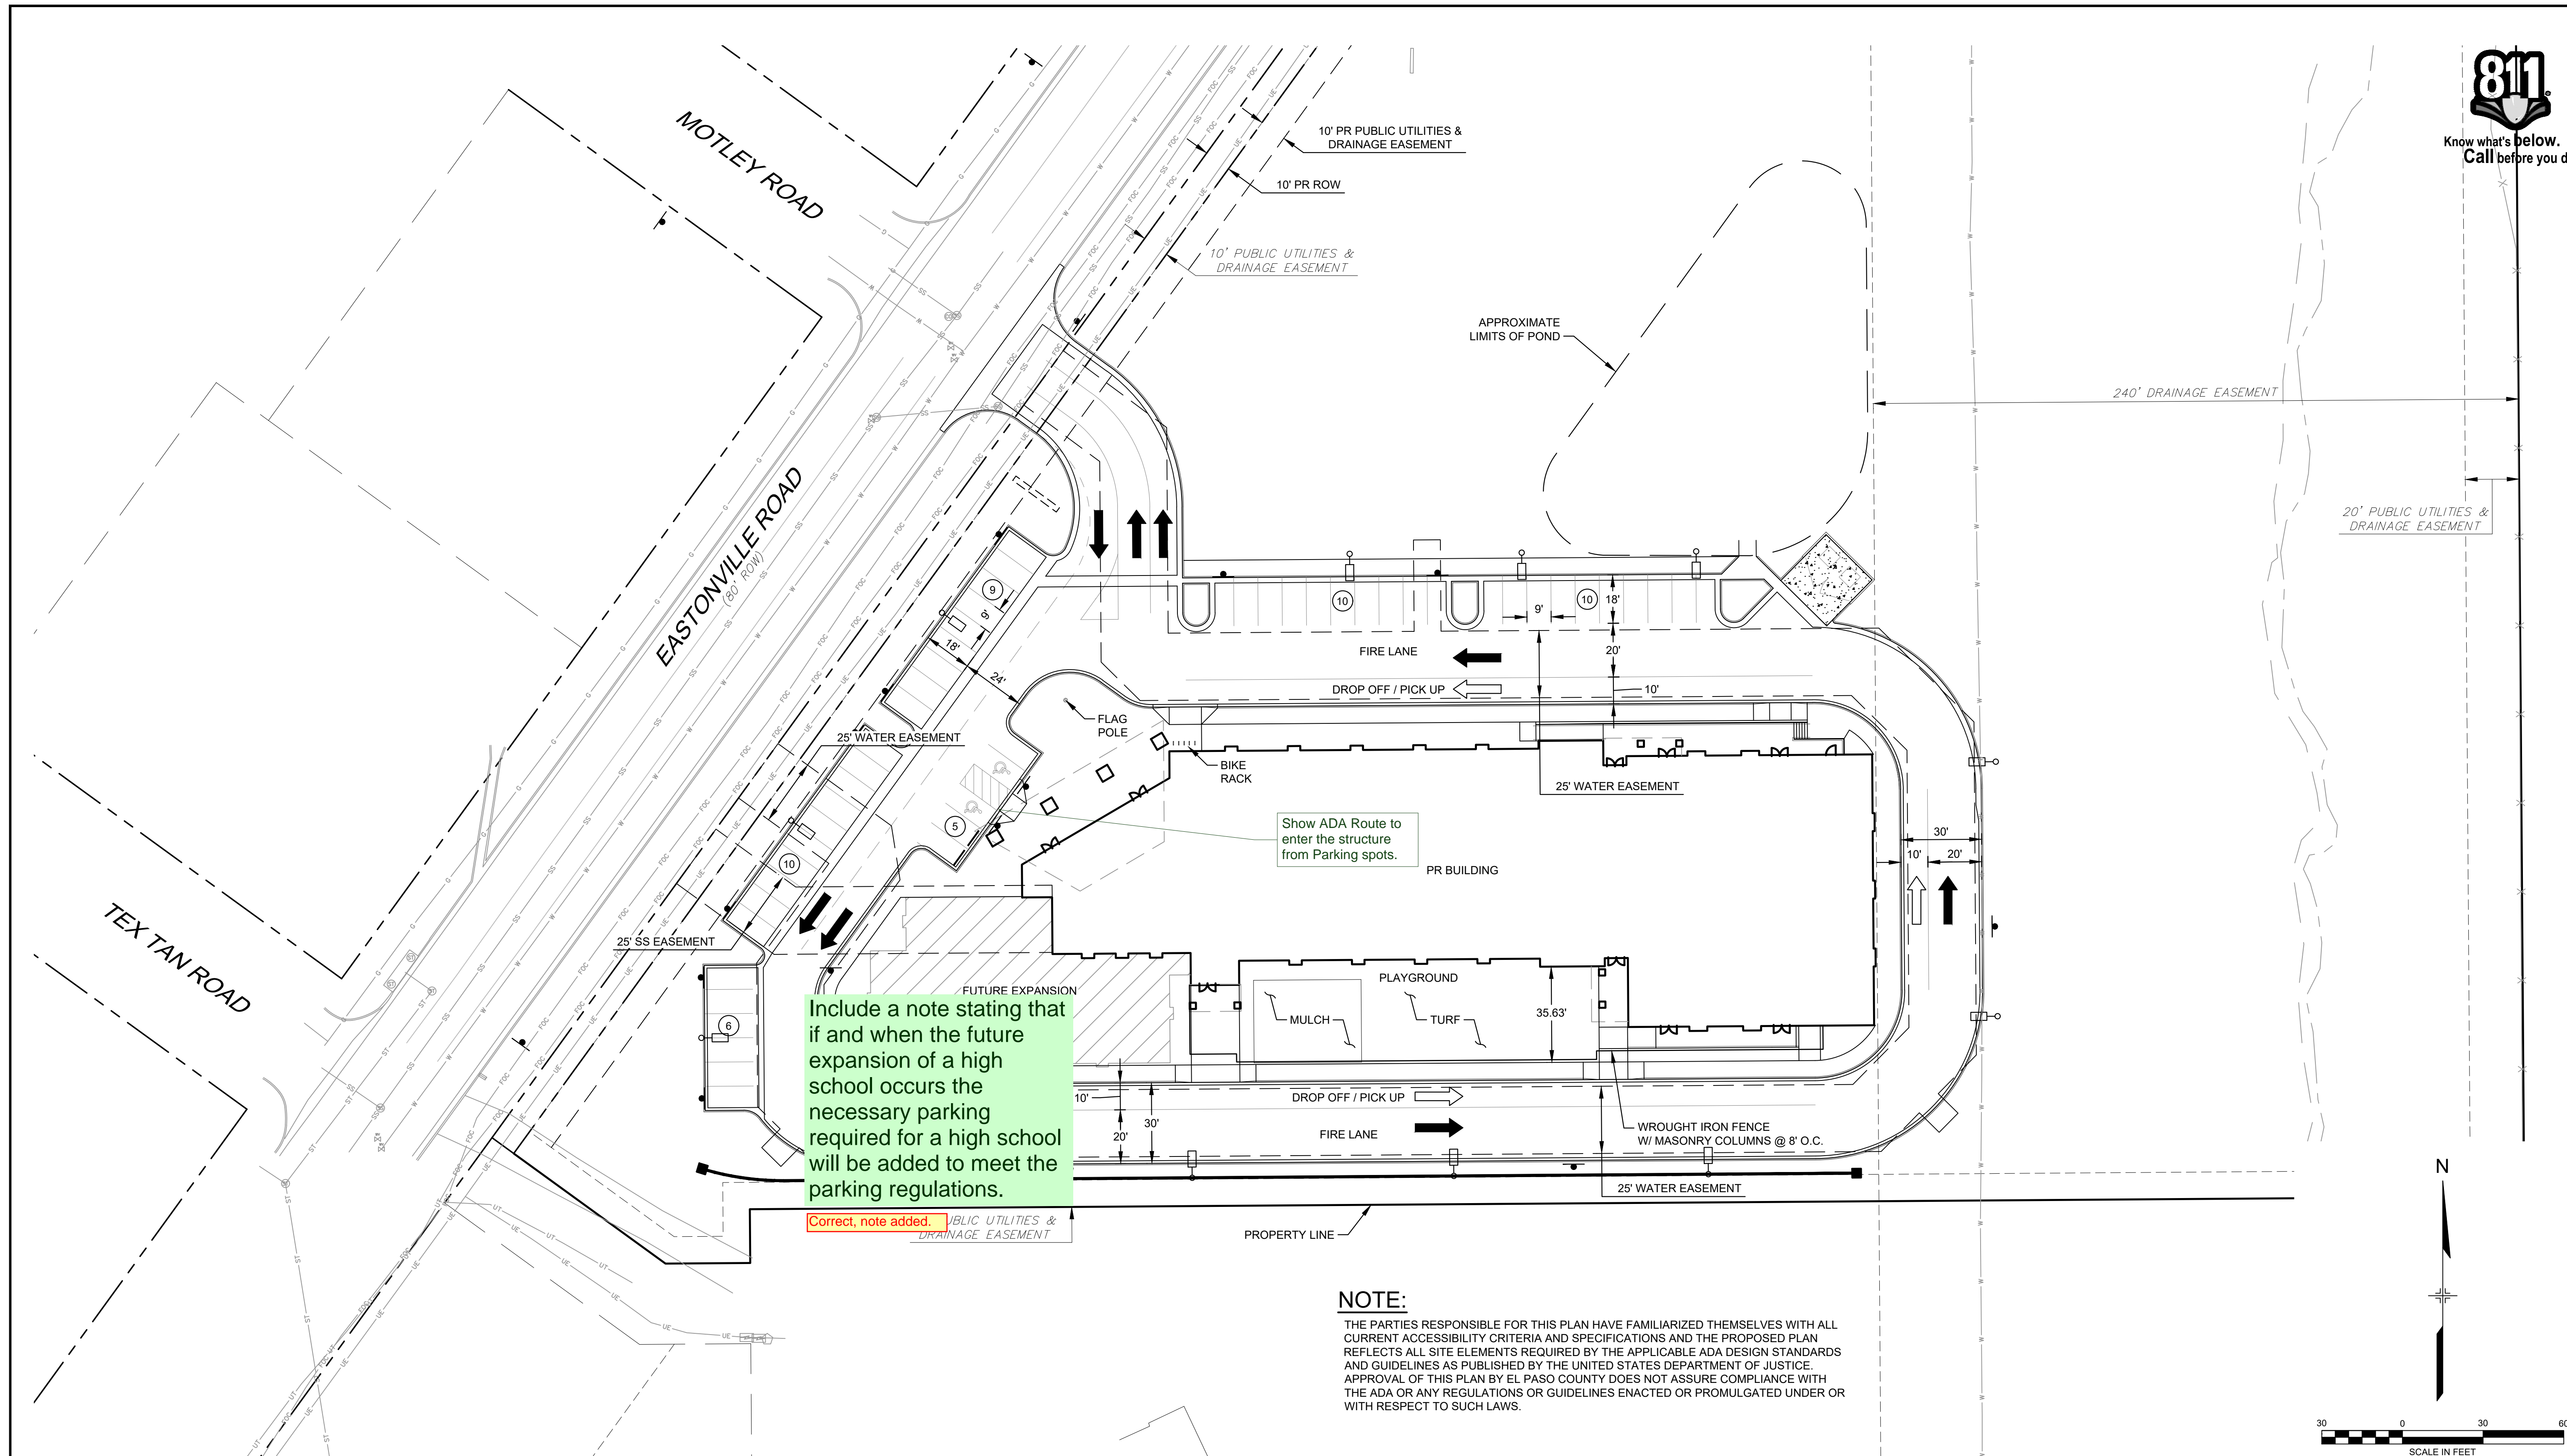 811
Know what's below.
Call before you d
MOTLEY ROAD
10' PR PUBLIC UTILITIES &
DRAINAGE EASEMENT
10' PR ROW
10' PUBLIC UTILITIES &
DRAINAGE EASEMENT
APPROXIMATE
LIMITS OF POND
240' DRAINAGE EASEMENT
20' PUBLIC UTILITIES &
DRAINAGE EASEMENT
EASTONVILLE ROAD
(80' ROW)
9
9'
18'
24'
10
9'
10
18'
20'
10'
FIRE LANE
DROP OFF / PICK UP
FLAG
POLE
25' WATER EASEMENT
BIKE
RACK
25' WATER EASEMENT
5
10
Show ADA Route to
enter the structure
from Parking spots.
PR BUILDING
30'
10'
20'
TEX TAN ROAD
25' SS EASEMENT
6
FUTURE EXPANSION
PLAYGROUND
MULCH
TURF
35.63'
Include a note stating that
if and when the future
expansion of a high
school occurs the
necessary parking
required for a high school
will be added to meet the
parking regulations.
Correct, note added.
10'
20'
30'
DROP OFF / PICK UP
FIRE LANE
WROUGHT IRON FENCE
W/ MASONRY COLUMNS @ 8' O.C.
25' WATER EASEMENT
UBLIC UTILITIES &
DRAINAGE EASEMENT
PROPERTY LINE
N
NOTE:
THE PARTIES RESPONSIBLE FOR THIS PLAN HAVE FAMILIARIZED THEMSELVES WITH ALL
CURRENT ACCESSIBILITY CRITERIA AND SPECIFICATIONS AND THE PROPOSED PLAN
REFLECTS ALL SITE ELEMENTS REQUIRED BY THE APPLICABLE ADA DESIGN STANDARDS
AND GUIDELINES AS PUBLISHED BY THE UNITED STATES DEPARTMENT OF JUSTICE.
APPROVAL OF THIS PLAN BY EL PASO COUNTY DOES NOT ASSURE COMPLIANCE WITH
THE ADA OR ANY REGULATIONS OR GUIDELINES ENACTED OR PROMULGATED UNDER OR
WITH RESPECT TO SUCH LAWS.
30 0 30 60
SCALE IN FEET